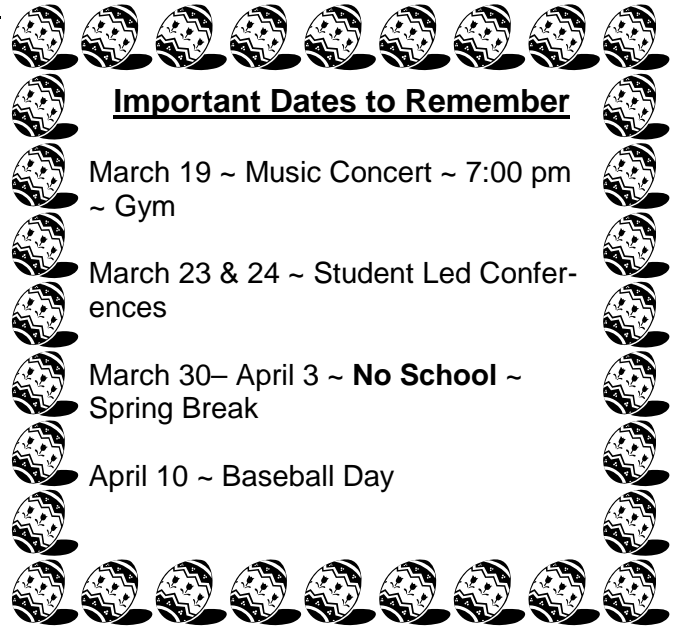 Important Dates to Remember
March 19 ~ Music Concert ~ 7:00 pm
~ Gym
March 23 & 24 ~ Student Led Confer-
ences
March 30– April 3 ~ No School ~
Spring Break
April 10 ~ Baseball Day